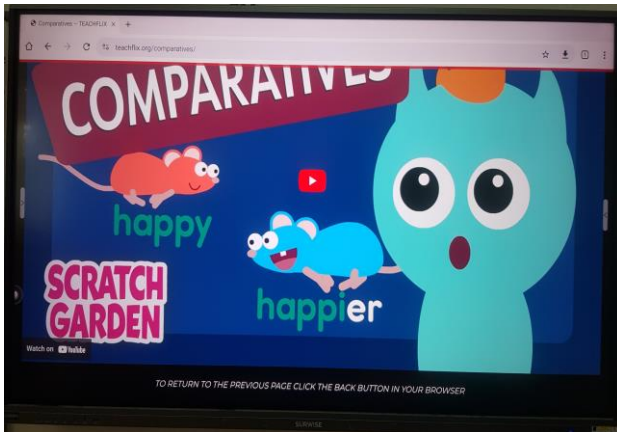 Comparatives – TEACHFLIX
teachflix.org/comparatives/
COMPARATIVES
happy
happier
SCRATCH
GARDEN
Watch on YouTube
TO RETURN TO THE PREVIOUS PAGE CLICK THE BACK BUTTON IN YOUR BROWSER
SUNWISE